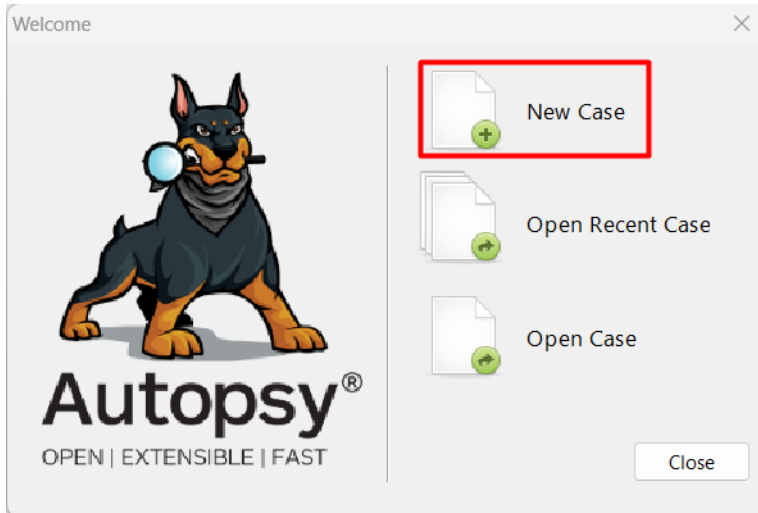 Welcome
New Case
Open Recent Case
Open Case
Autopsy®
OPEN | EXTENSIBLE | FAST
Close